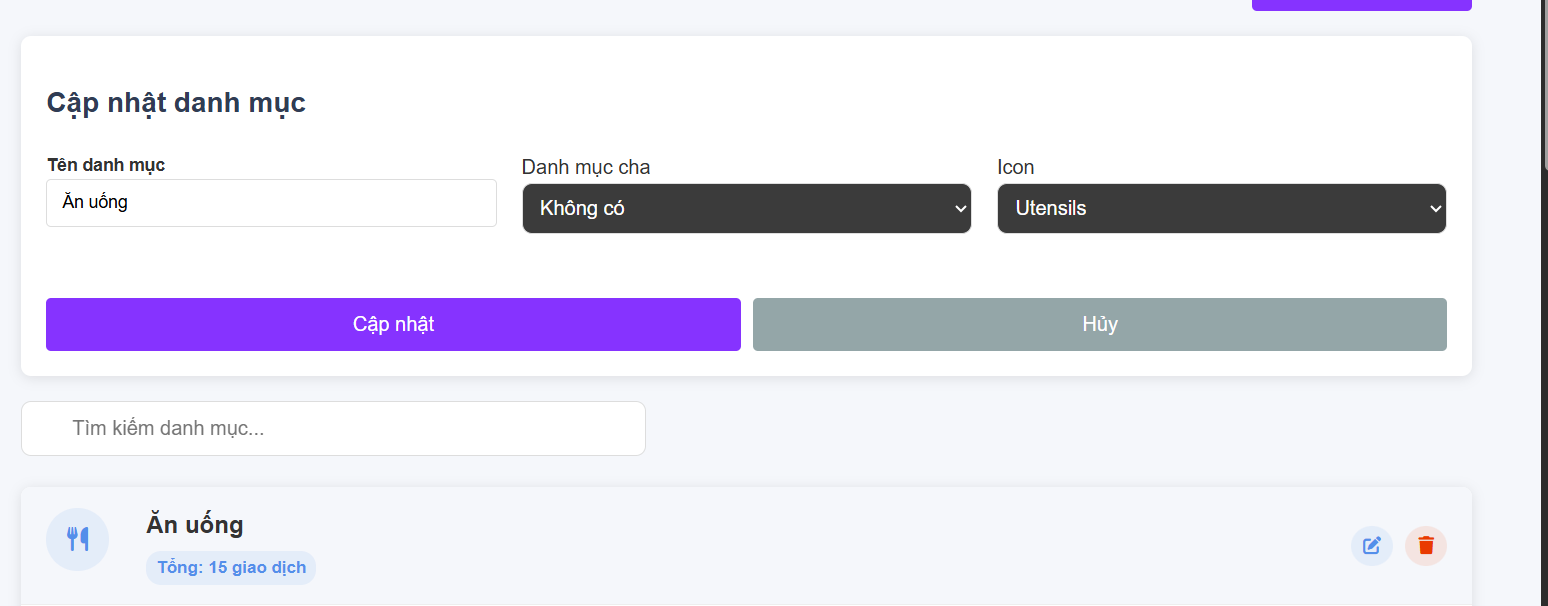 Cập nhật danh mục
Tên danh mục
Danh mục cha
Icon
Ăn uống
Không có
Utensils
Cập nhật
Hủy
Tìm kiếm danh mục...
Ăn uống
Tổng: 15 giao dịch